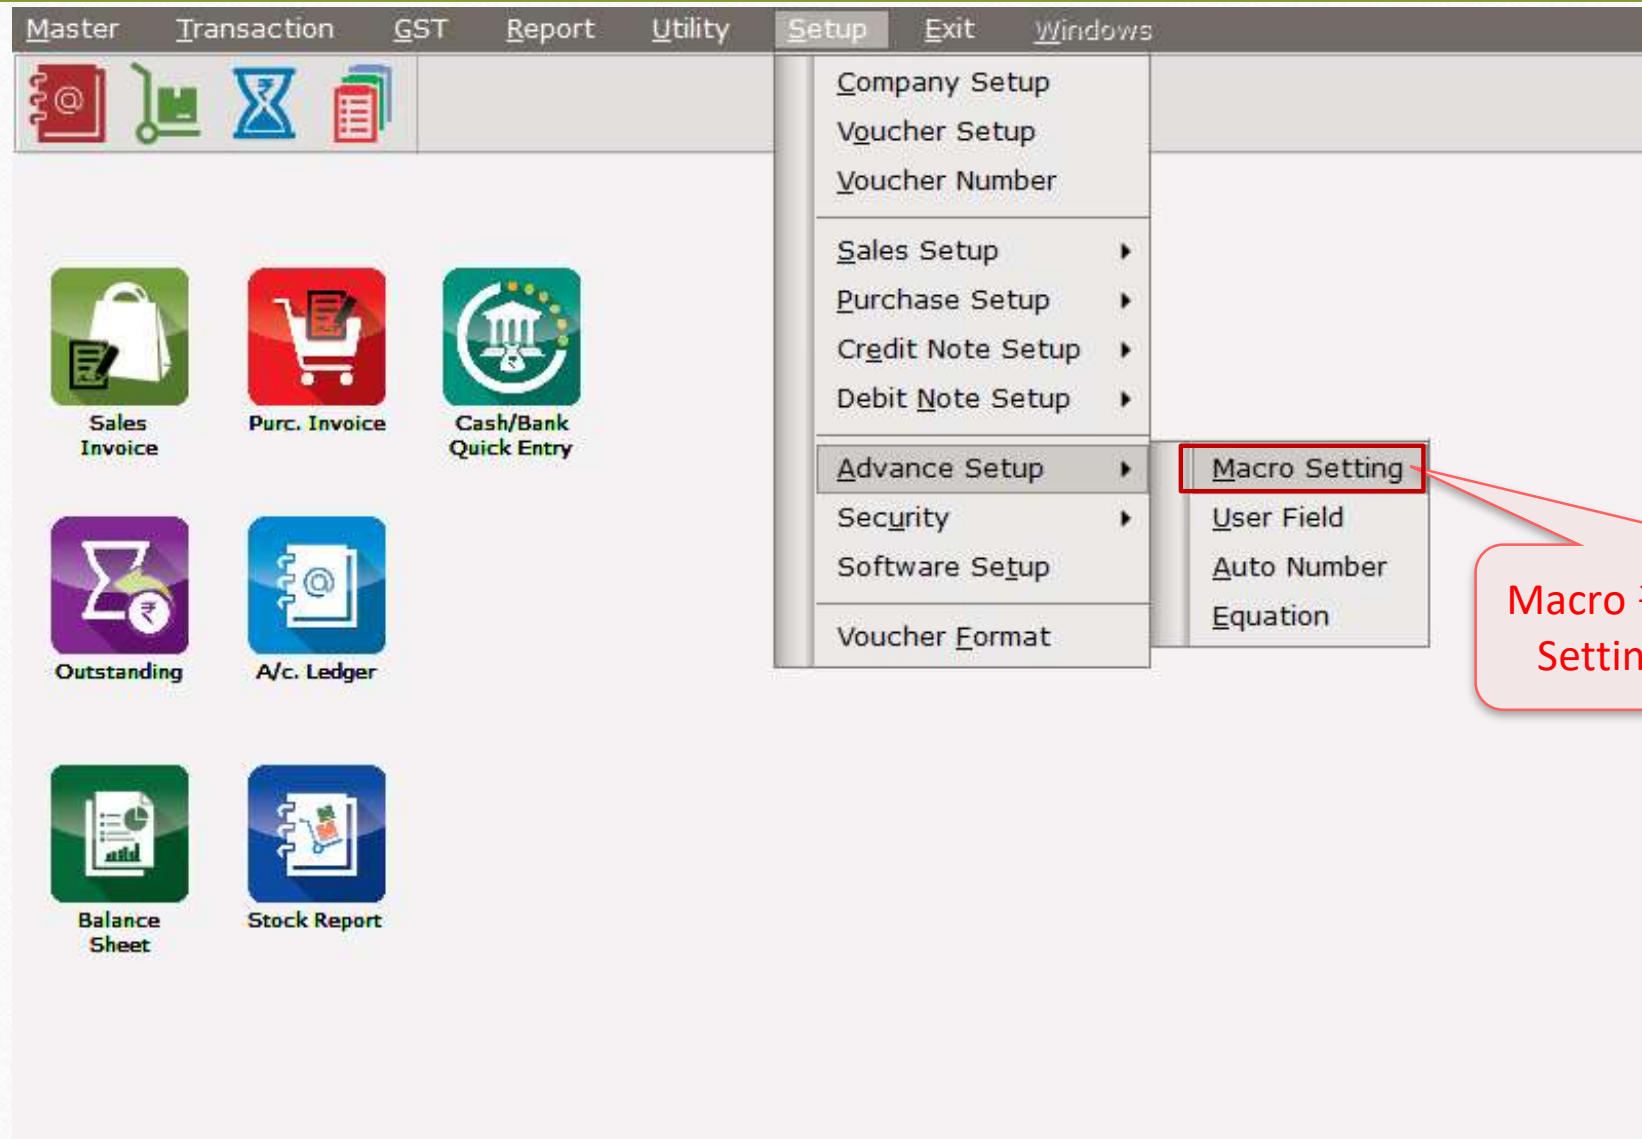 Master Transaction GST Report Utility Setup Exit Windows
Company Setup
Voucher Setup
Voucher Number
Sales Setup
Purchase Setup
Credit Note Setup
Debit Note Setup
Advance Setup
Security
Software Setup
Voucher Format
Macro Setting
User Field
Auto Number
Equation
Macro
Sales
Invoice
Purc. Invoice
Cash/Bank
Quick Entry
Outstanding
A/c. Ledger
Balance
Sheet
Stock Report